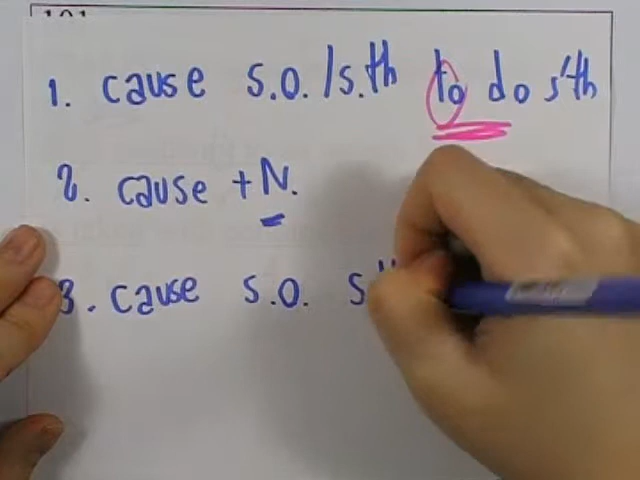 1. cause s.o. /s.th to do s'th
2. cause + N.
3. cause s.o.